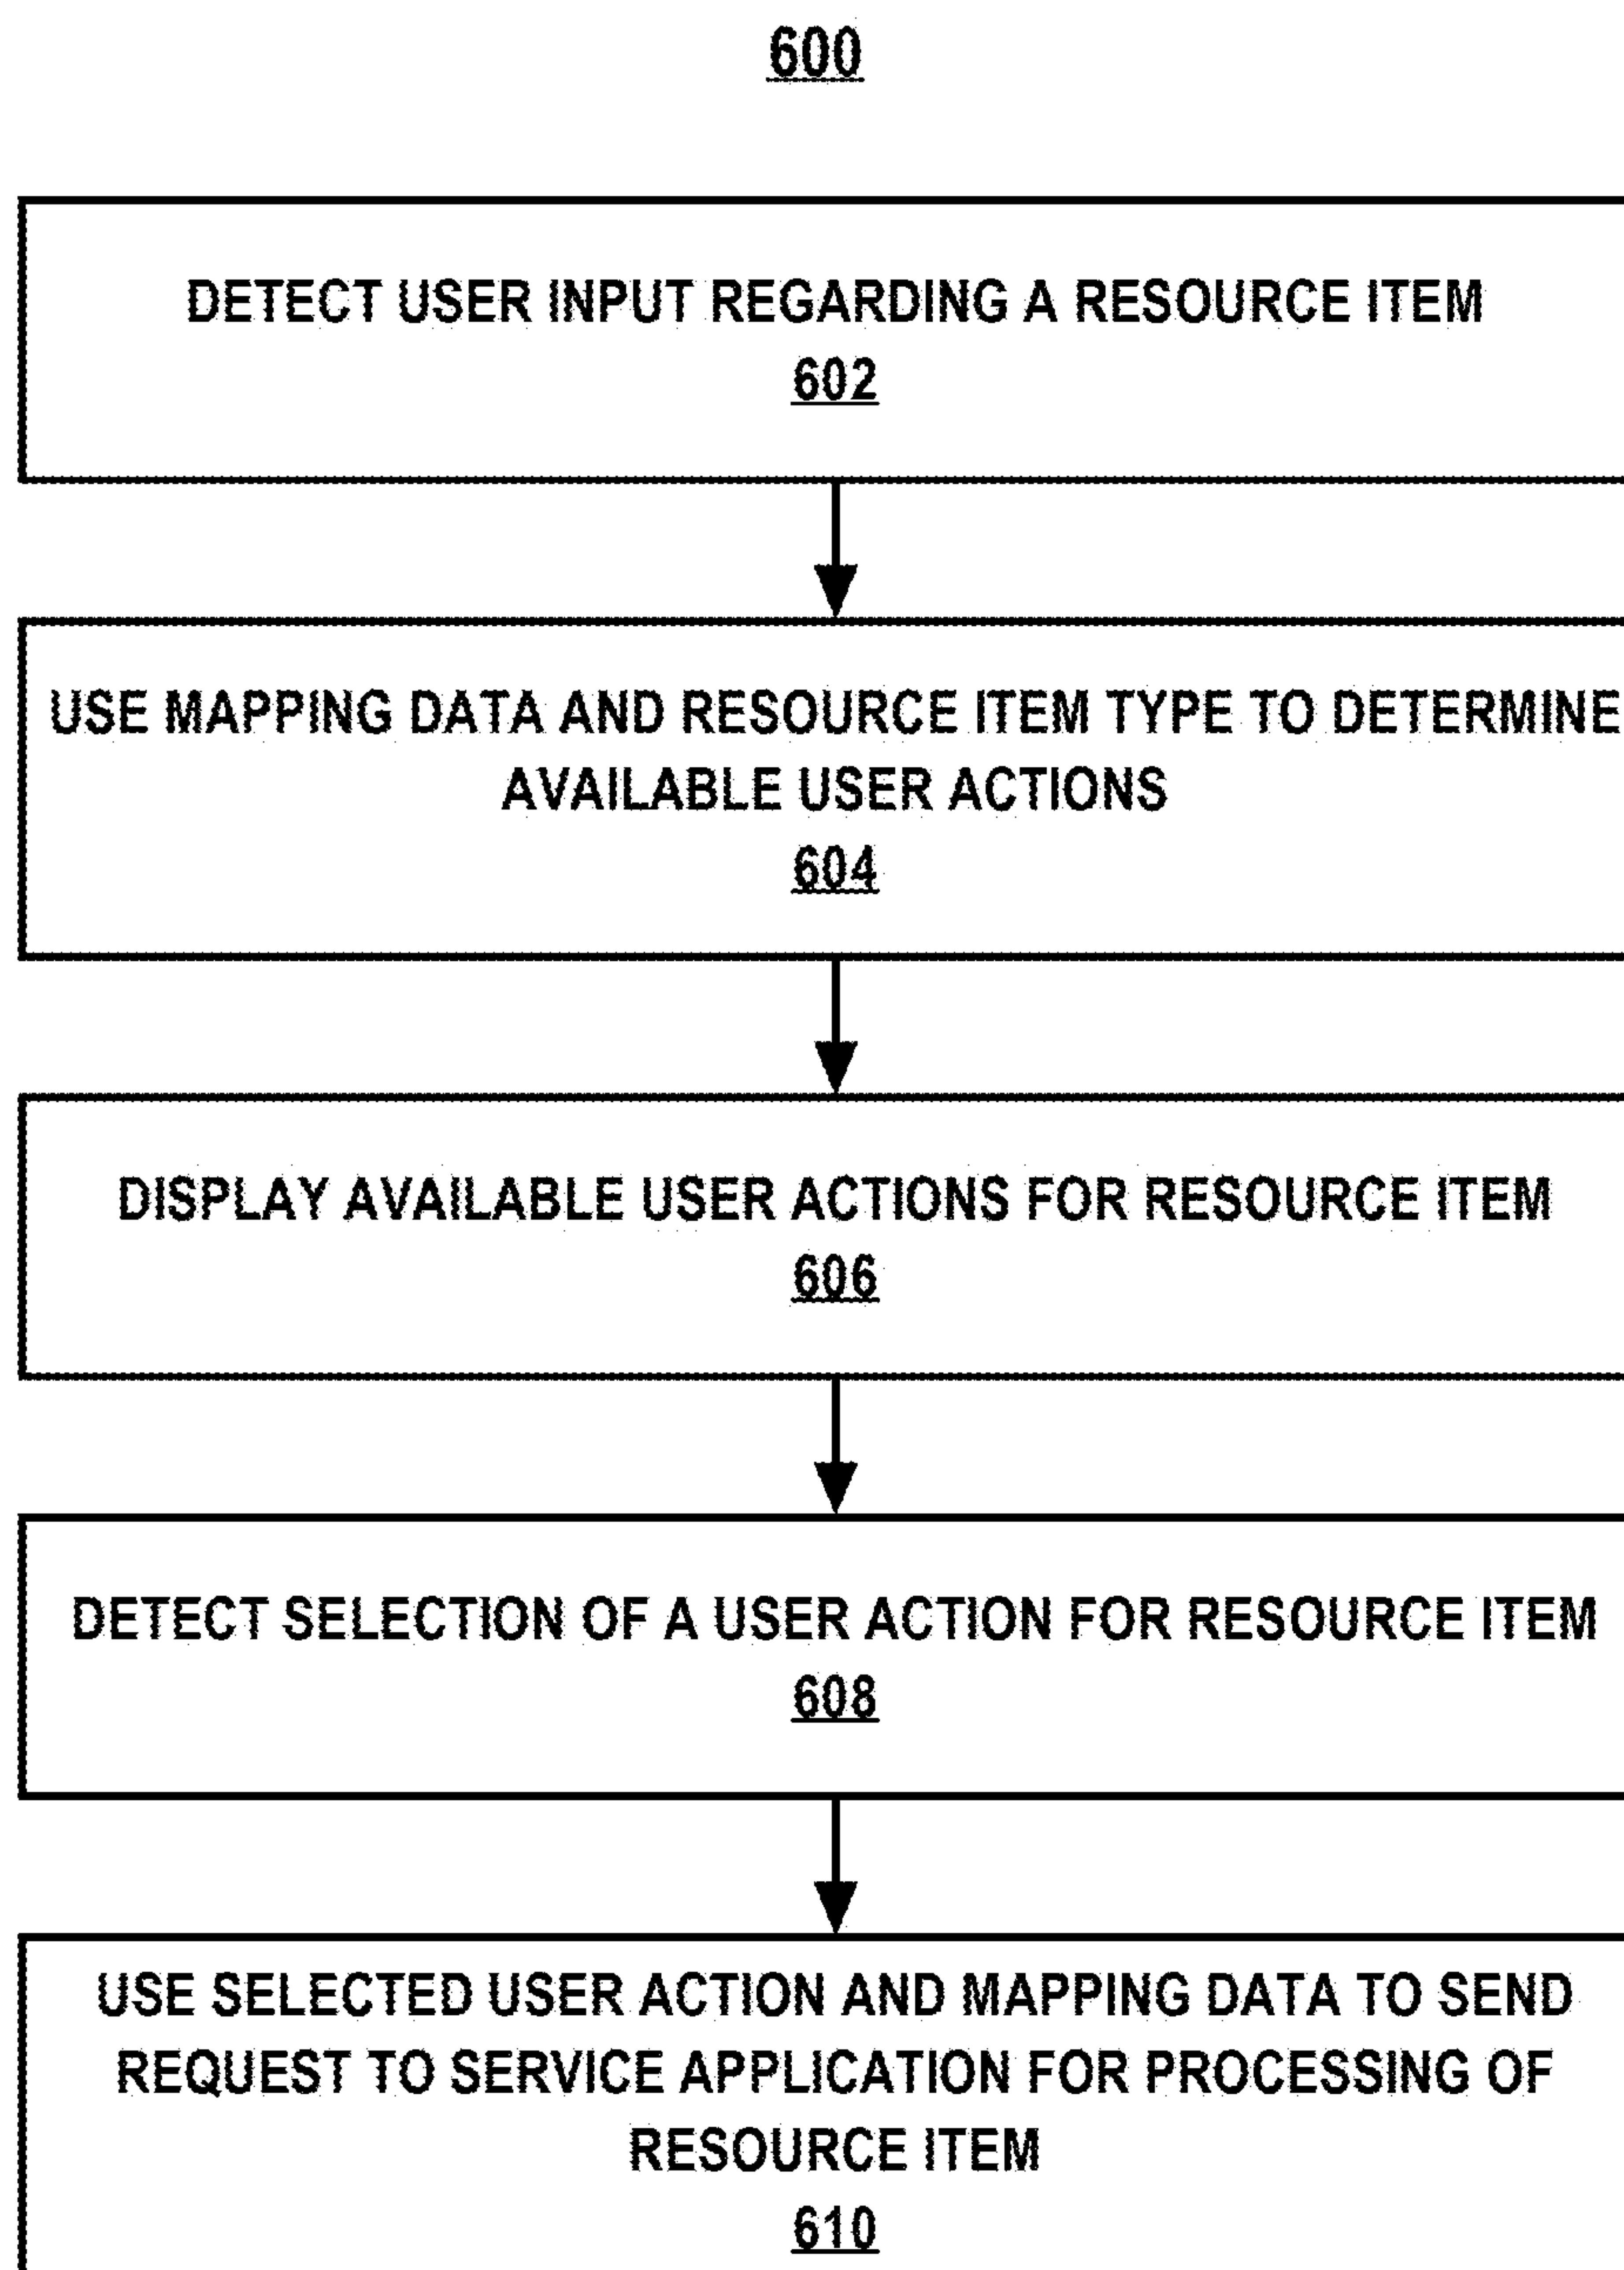 600
DETECT USER INPUT REGARDING A RESOURCE ITEM
602
USE MAPPING DATA AND RESOURCE ITEM TYPE TO DETERMINE
AVAILABLE USER ACTIONS
604
DISPLAY AVAILABLE USER ACTIONS FOR RESOURCE ITEM
606
DETECT SELECTION OF A USER ACTION FOR RESOURCE ITEM
608
USE SELECTED USER ACTION AND MAPPING DATA TO SEND
REQUEST TO SERVICE APPLICATION FOR PROCESSING OF
RESOURCE ITEM
610